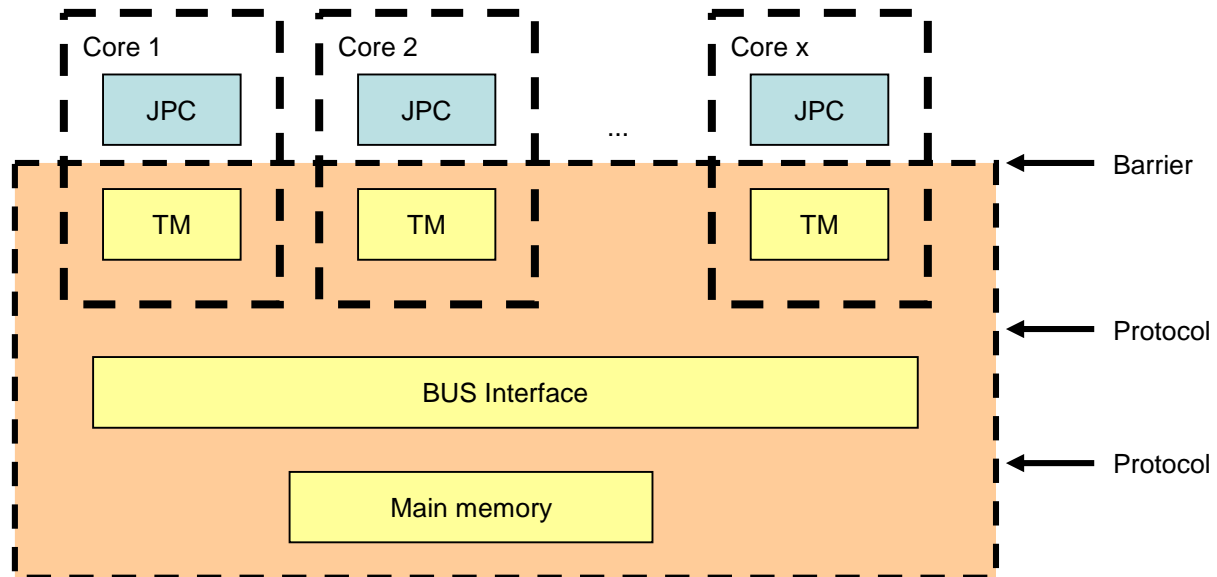 Core 1
Core 2
Core x
JPC
JPC
...
JPC
Barrier
TM
TM
TM
Protocol
BUS Interface
Protocol
Main memory